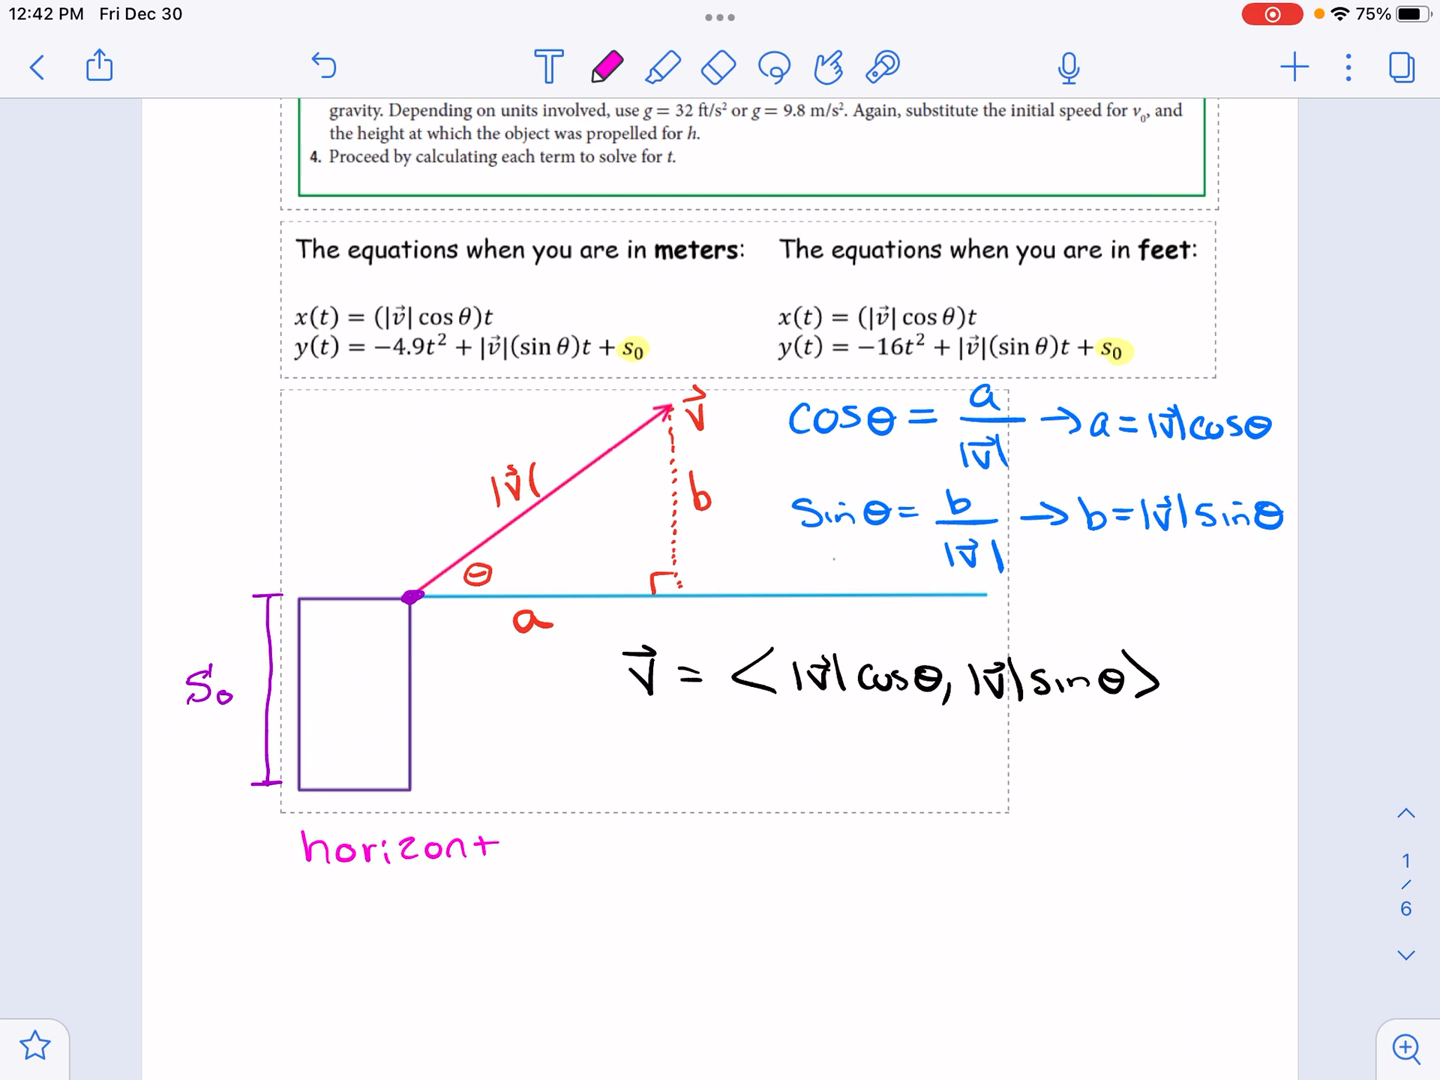 12:42 PM Fri Dec 30
75%
gravity. Depending on units involved, use g = 32 ft/s² or g = 9.8 m/s². Again, substitute the initial speed for v₀, and
the height at which the object was propelled for h.
4. Proceed by calculating each term to solve for t.
The equations when you are in meters:
x(t) = (|v⃗| cos θ)t
y(t) = −4.9t² + |v⃗|(sin θ)t + s₀
The equations when you are in feet:
x(t) = (|v⃗| cos θ)t
y(t) = −16t² + |v⃗|(sin θ)t + s₀
v⃗
|v⃗|
b
θ
a
cosθ = a/|v⃗| → a = |v⃗|cosθ
sinθ = b/|v⃗| → b = |v⃗|sinθ
S₀
v⃗ = <|v⃗|cosθ, |v⃗|sinθ>
horizont
1
/
6